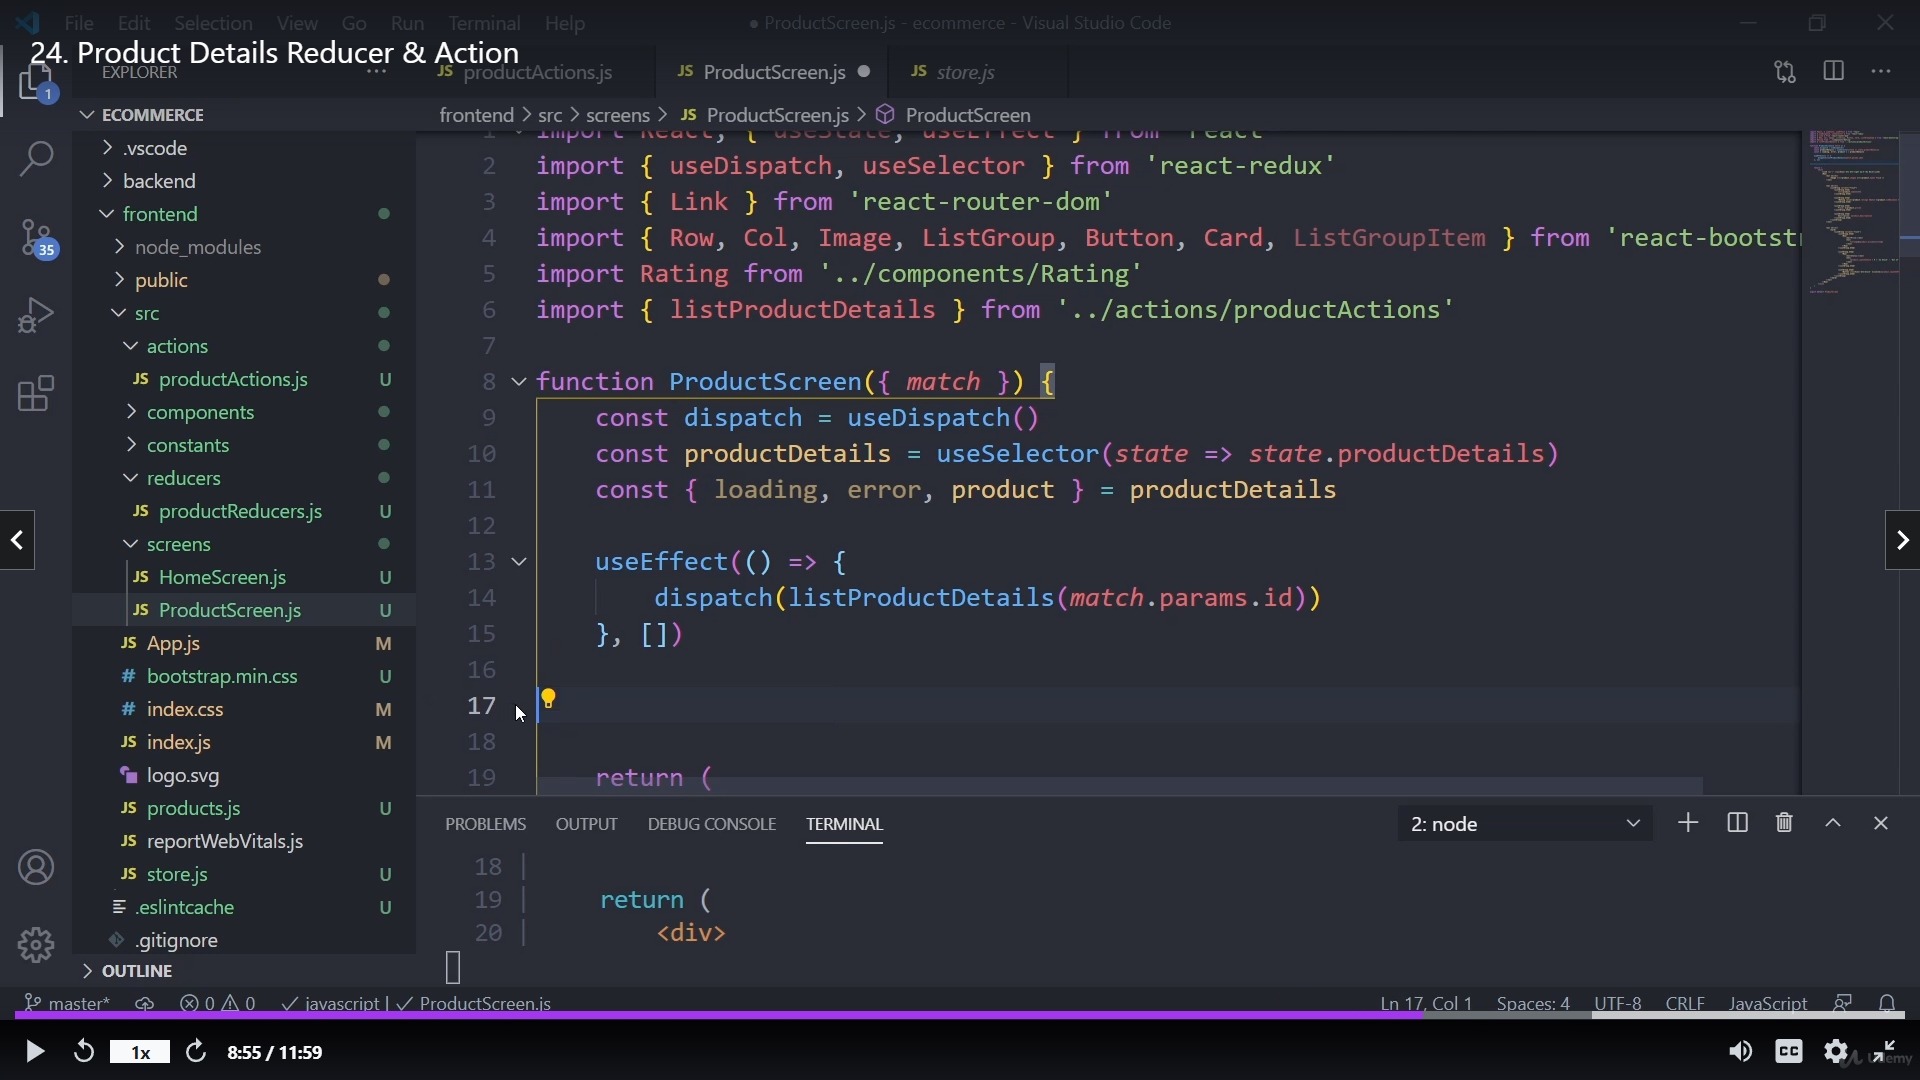 File Edit Selection View Go Run Terminal Help
● ProductScreen.js - ecommerce - Visual Studio Code
24. Product Details Reducer & Action
EXPLORER
JS productActions.js
JS ProductScreen.js
JS store.js
ECOMMERCE
frontend > src > screens > JS ProductScreen.js > ProductScreen
.vscode
backend
frontend
node_modules
public
src
actions
JS productActions.js U
components
constants
reducers
JS productReducers.js U
screens
JS HomeScreen.js U
JS ProductScreen.js U
JS App.js M
# bootstrap.min.css U
# index.css M
JS index.js M
logo.svg
JS products.js U
JS reportWebVitals.js
JS store.js U
.eslintcache U
.gitignore
OUTLINE
1
35
1 import React, { useState, useEffect } from 'react'
2 import { useDispatch, useSelector } from 'react-redux'
3 import { Link } from 'react-router-dom'
4 import { Row, Col, Image, ListGroup, Button, Card, ListGroupItem } from 'react-bootstr
5 import Rating from '../components/Rating'
6 import { listProductDetails } from '../actions/productActions'
7
8 function ProductScreen({ match }) {
9 const dispatch = useDispatch()
10 const productDetails = useSelector(state => state.productDetails)
11 const { loading, error, product } = productDetails
12
13 useEffect(() => {
14 dispatch(listProductDetails(match.params.id))
15 }, [])
16
17
18
19 return (
PROBLEMS OUTPUT DEBUG CONSOLE TERMINAL
2: node
18 |
19 | return (
20 | <div>
master* 0 0 javascript | ProductScreen.js
Ln 17, Col 1 Spaces: 4 UTF-8 CRLF JavaScript
1x 8:55 / 11:59
CC
Udemy